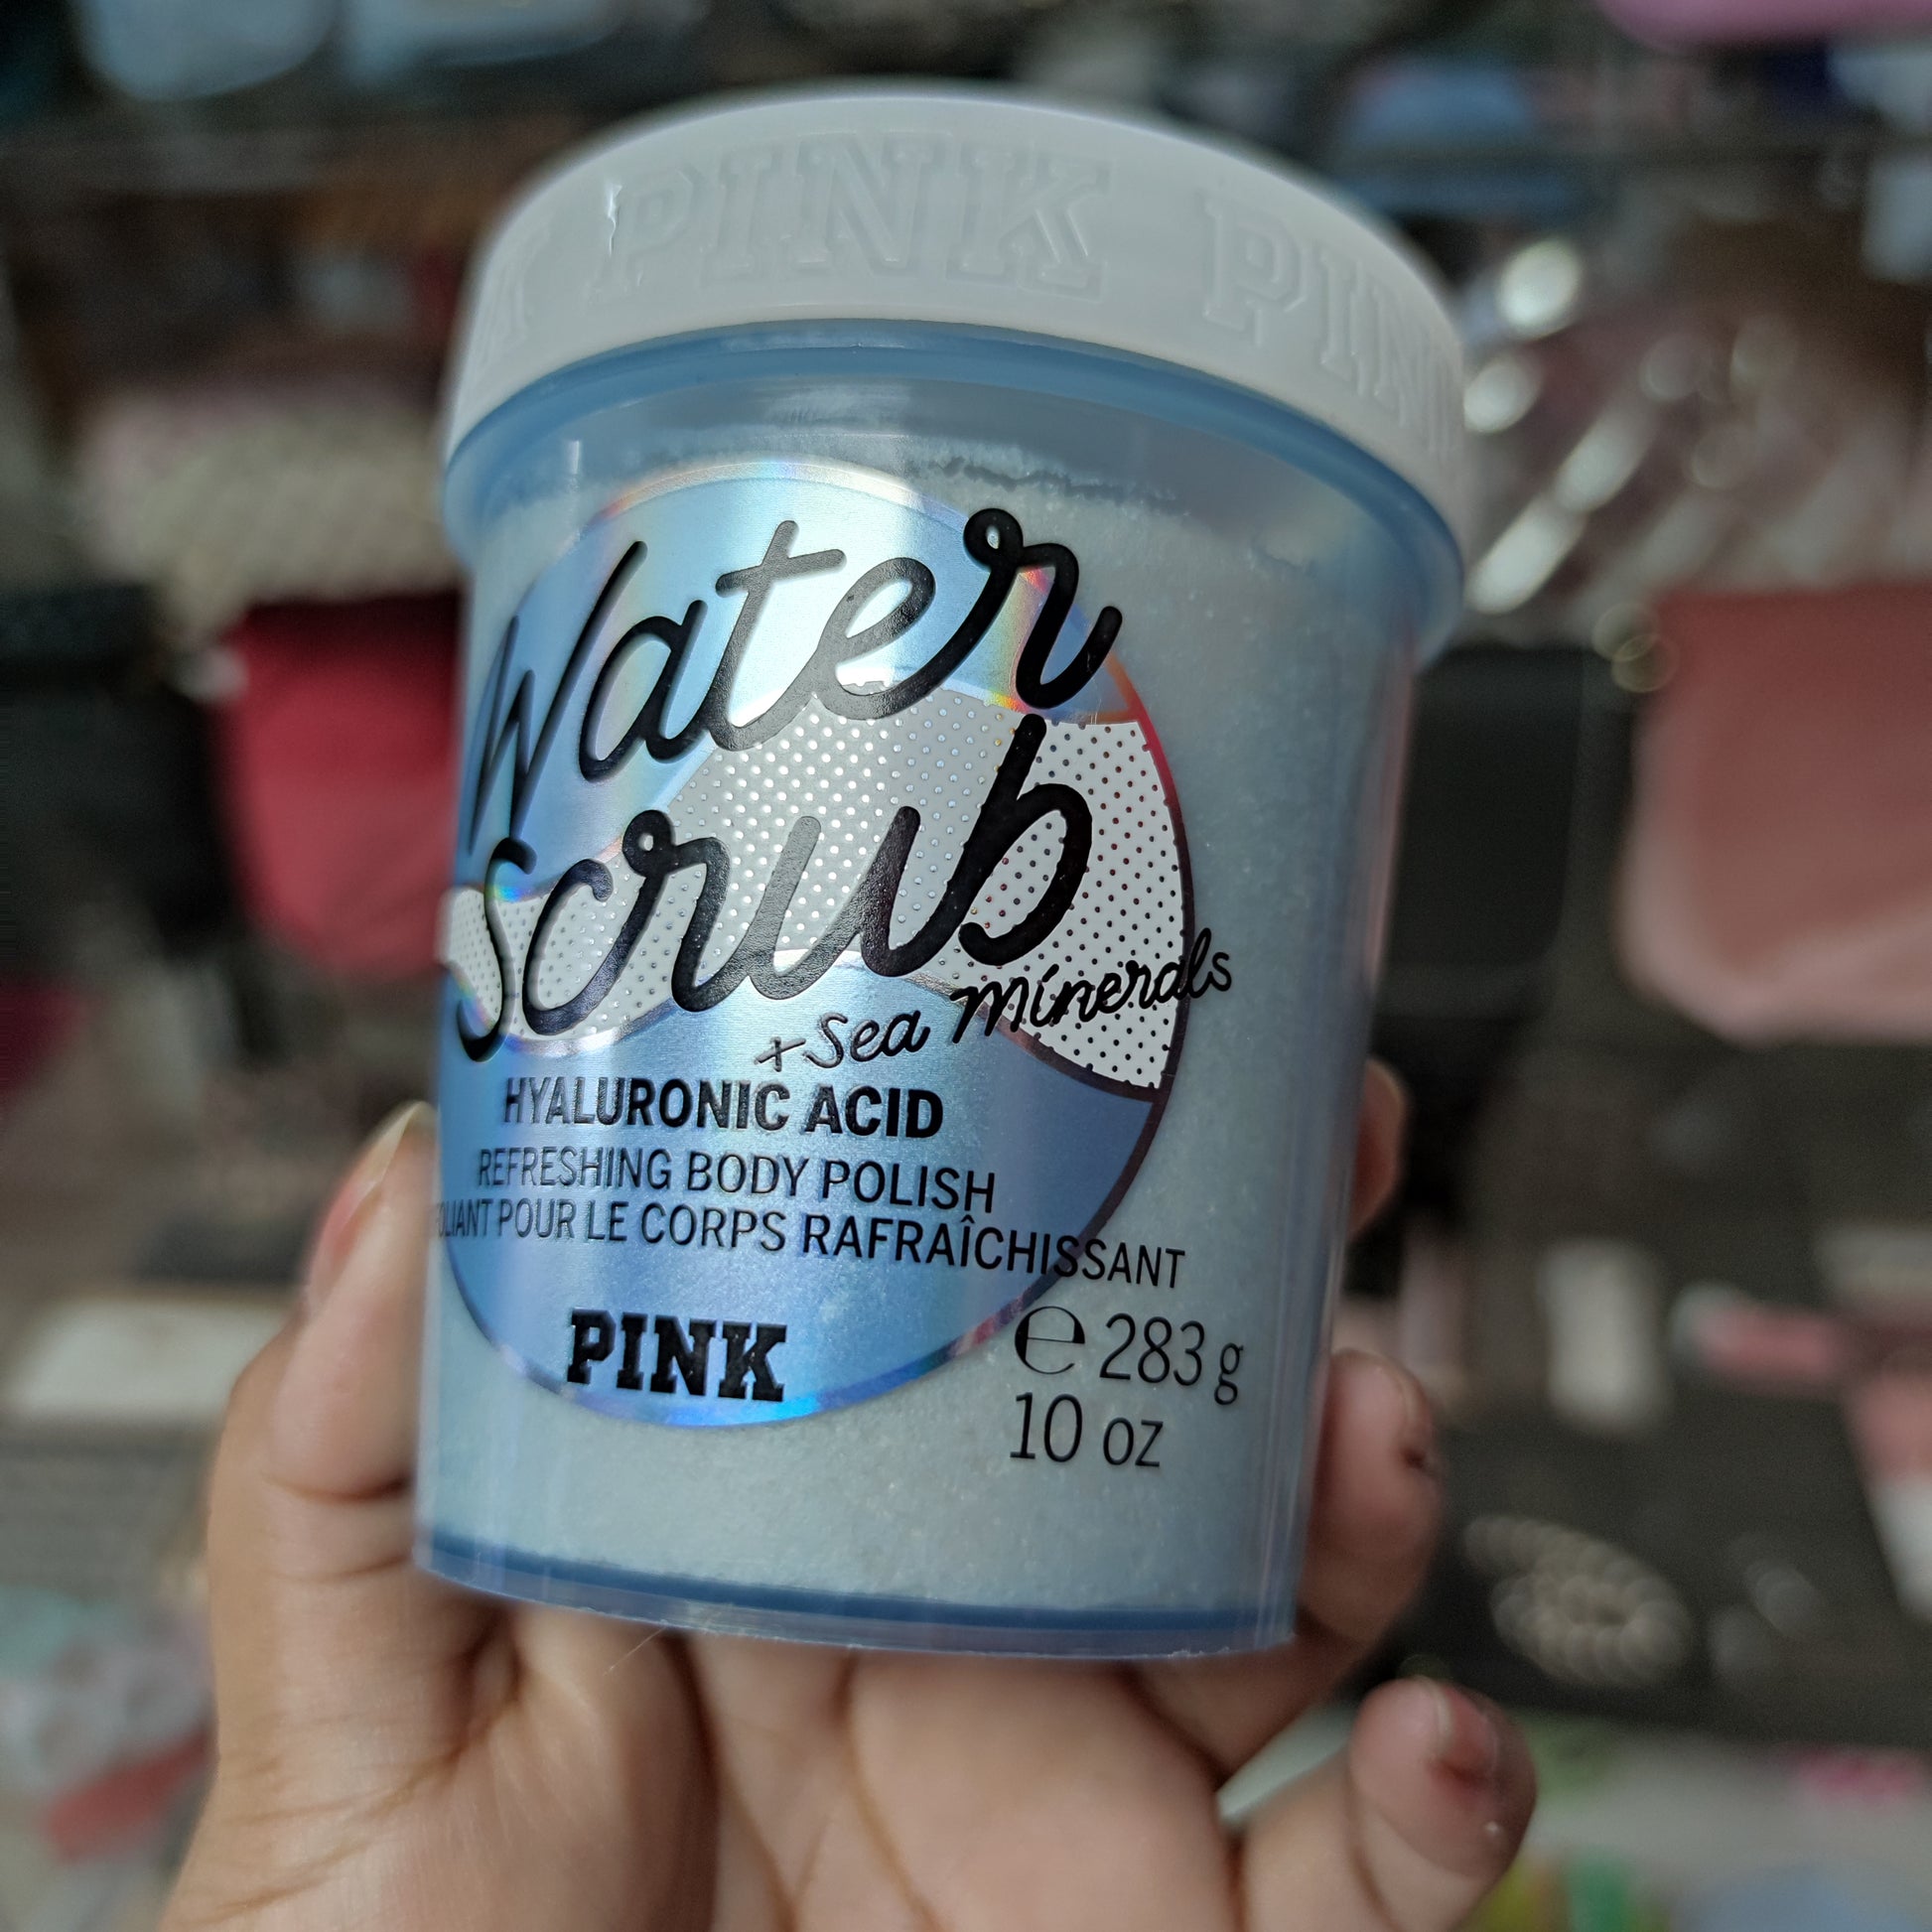 PINK PINK
Water
Scrub
+ Sea Minerals
HYALURONIC ACID
REFRESHING BODY POLISH
POUR LE CORPS RAFRAÎCHISSANT
PINK
℮ 283 g
10 oz